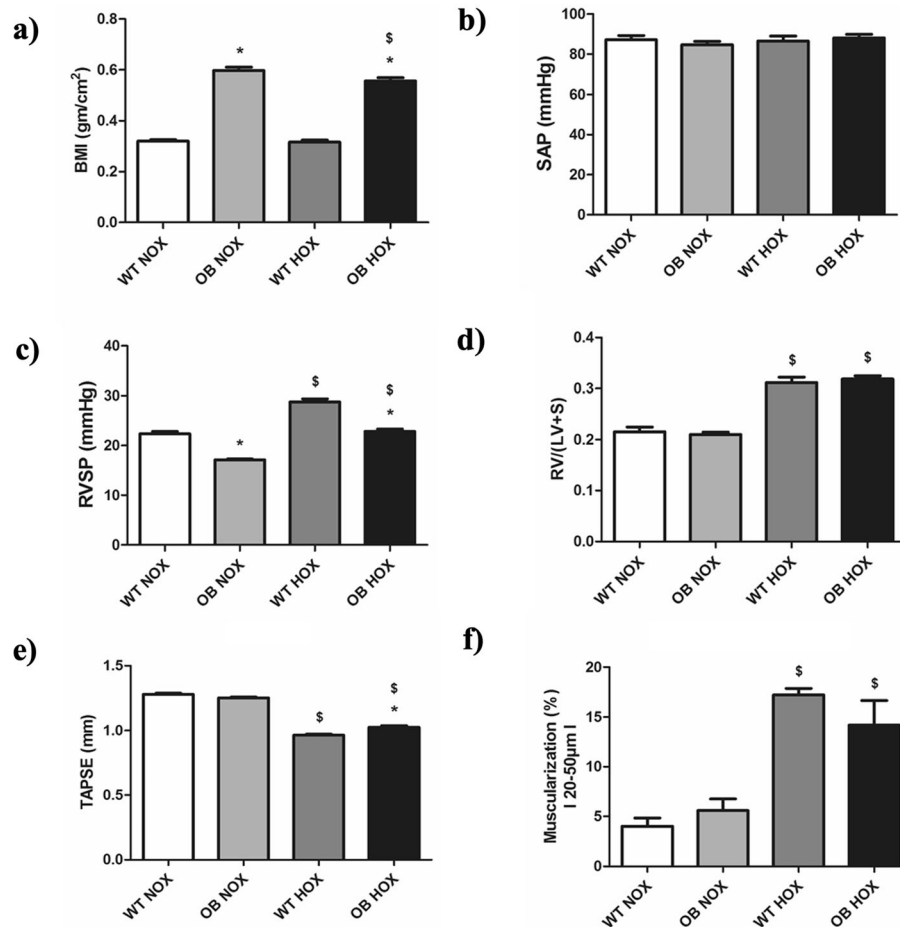 a)
BMI (gm/cm²)
0.8
0.6
0.4
0.2
0.0
*
$
*
WT NOX
OB NOX
WT HOX
OB HOX
b)
SAP (mmHg)
100
80
60
40
20
0
WT NOX
OB NOX
WT HOX
OB HOX
c)
RVSP (mmHg)
40
30
20
10
0
*
$
$
*
WT NOX
OB NOX
WT HOX
OB HOX
d)
RV/(LV+S)
0.4
0.3
0.2
0.1
0.0
$
$
WT NOX
OB NOX
WT HOX
OB HOX
e)
TAPSE (mm)
1.5
1.0
0.5
0.0
$
$
*
WT NOX
OB NOX
WT HOX
OB HOX
f)
Muscularization (%)
I 20-50µm I
20
15
10
5
0
$
$
WT NOX
OB NOX
WT HOX
OB HOX